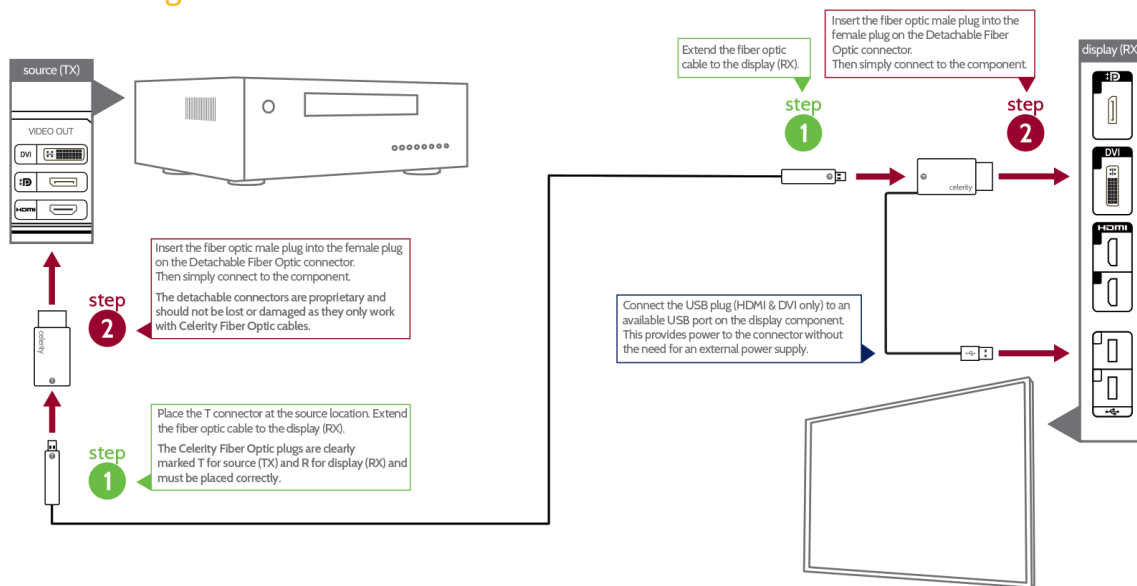 source (TX)
VIDEO OUT
DVI
HDMI
Insert the fiber optic male plug into the female plug
on the Detachable Fiber Optic connector.
Then simply connect to the component.
The detachable connectors are proprietary and
should not be lost or damaged as they only work
with Celerity Fiber Optic cables.
step
2
celerity
Place the T connector at the source location. Extend
the fiber optic cable to the display (RX).
The Celerity Fiber Optic plugs are clearly
marked T for source (TX) and R for display (RX) and
must be placed correctly.
step
1
Extend the fiber optic
cable to the display (RX).
step
1
Insert the fiber optic male plug into the
female plug on the Detachable Fiber
Optic connector.
Then simply connect to the component.
step
2
celerity
Connect the USB plug (HDMI & DVI only) to an
available USB port on the display component.
This provides power to the connector without
the need for an external power supply.
display (RX
DVI
HDMI